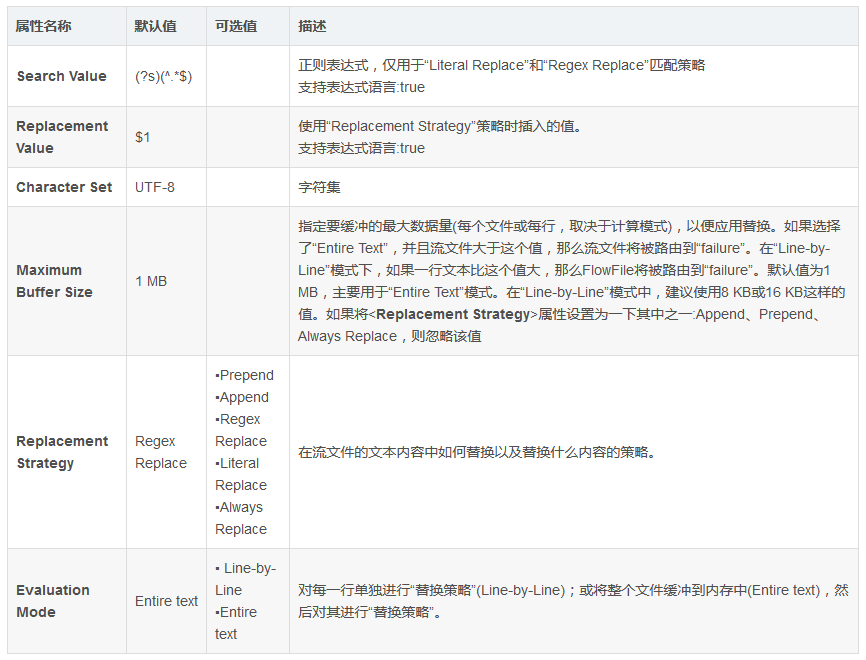 属性名称 默认值 可选值 描述
Search Value (?s)(^.*$) 正则表达式，仅用于“Literal Replace”和“Regex Replace”匹配策略
支持表达式语言:true
Replacement
Value
$1
使用“Replacement Strategy”策略时插入的值。
支持表达式语言:true
Character Set UTF-8 字符集
Maximum
Buffer Size
1 MB
指定要缓冲的最大数据量(每个文件或每行，取决于计算模式)，以便应用替换。如果选择
了“Entire Text”，并且流文件大于这个值，那么流文件将被路由到“failure”。在“Line-by-
Line”模式下，如果一行文本比这个值大，那么FlowFile将被路由到“failure”。默认值为1
MB，主要用于“Entire Text”模式。在“Line-by-Line”模式中，建议使用8 KB或16 KB这样的
值。如果将<Replacement Strategy>属性设置为一下其中之一:Append、Prepend、
Always Replace，则忽略该值
Replacement
Strategy
Regex
Replace
▪Prepend
▪Append
▪Regex
Replace
▪Literal
Replace
▪Always
Replace
在流文件的文本内容中如何替换以及替换什么内容的策略。
Evaluation
Mode
Entire text
▪ Line-by-
Line
▪Entire
text
对每一行单独进行“替换策略”(Line-by-Line)；或将整个文件缓冲到内存中(Entire text)，然
后对其进行“替换策略”。